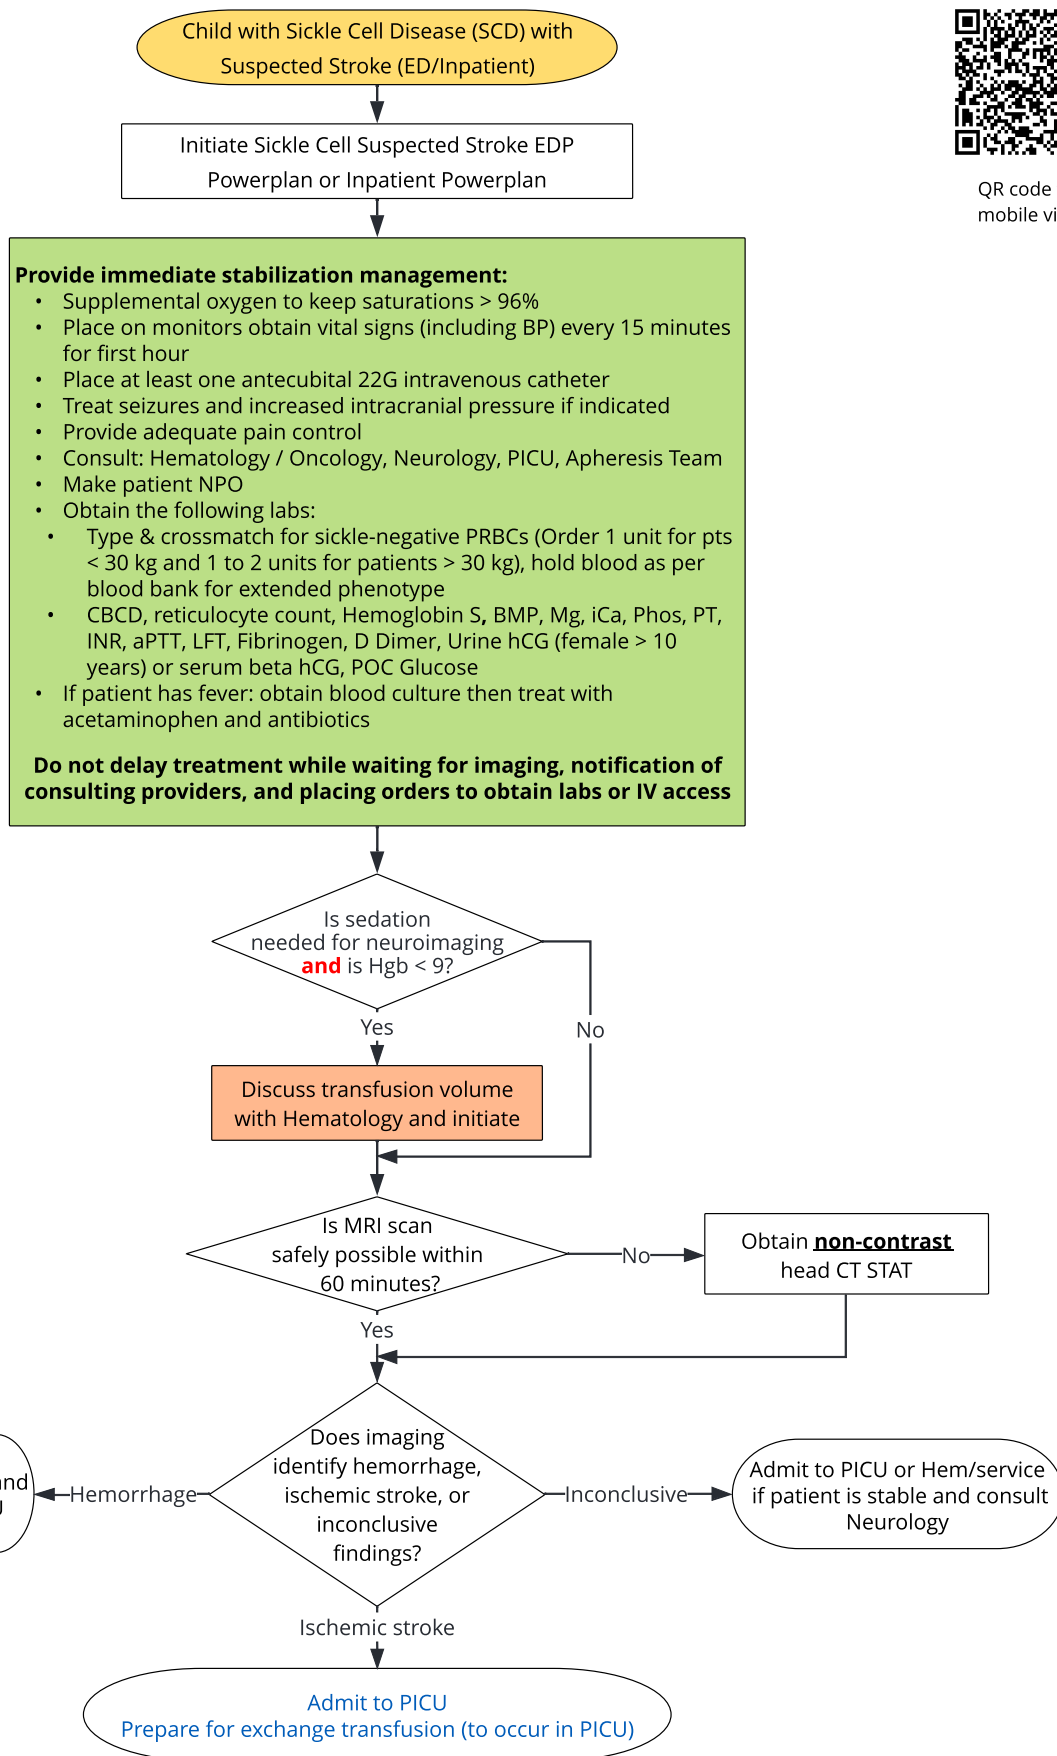 Child with Sickle Cell Disease (SCD) with
Suspected Stroke (ED/Inpatient)
QR code
mobile vi
Initiate Sickle Cell Suspected Stroke EDP
Powerplan or Inpatient Powerplan
Provide immediate stabilization management:
• Supplemental oxygen to keep saturations > 96%
• Place on monitors obtain vital signs (including BP) every 15 minutes
for first hour
• Place at least one antecubital 22G intravenous catheter
• Treat seizures and increased intracranial pressure if indicated
• Provide adequate pain control
• Consult: Hematology / Oncology, Neurology, PICU, Apheresis Team
• Make patient NPO
• Obtain the following labs:
• Type & crossmatch for sickle-negative PRBCs (Order 1 unit for pts
< 30 kg and 1 to 2 units for patients > 30 kg), hold blood as per
blood bank for extended phenotype
• CBCD, reticulocyte count, Hemoglobin S, BMP, Mg, iCa, Phos, PT,
INR, aPTT, LFT, Fibrinogen, D Dimer, Urine hCG (female > 10
years) or serum beta hCG, POC Glucose
• If patient has fever: obtain blood culture then treat with
acetaminophen and antibiotics
Do not delay treatment while waiting for imaging, notification of
consulting providers, and placing orders to obtain labs or IV access
Is sedation
needed for neuroimaging
and is Hgb < 9?
Yes
No
Discuss transfusion volume
with Hematology and initiate
Is MRI scan
safely possible within
60 minutes?
No
Obtain non-contrast
head CT STAT
Yes
Does imaging
identify hemorrhage,
ischemic stroke, or
inconclusive
findings?
Hemorrhage
and
Inconclusive
Admit to PICU or Hem/service
if patient is stable and consult
Neurology
Ischemic stroke
Admit to PICU
Prepare for exchange transfusion (to occur in PICU)